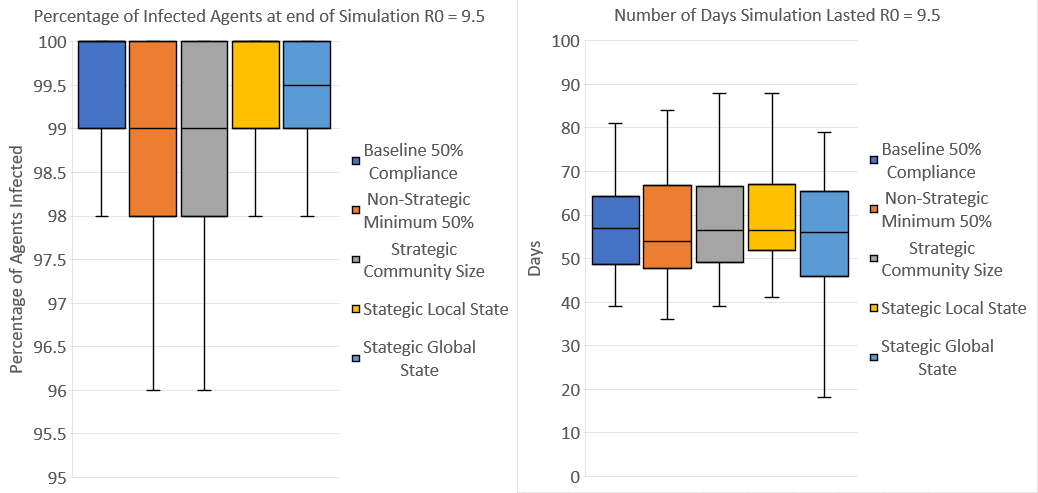 Percentage of Infected Agents at end of Simulation R0 = 9.5
100
99.5
99
98.5
98
97.5
97
96.5
96
95.5
95
Percentage of Agents Infected
Baseline 50%
Compliance
Non-Strategic
Minimum 50%
Strategic
Community Size
Stategic Local State
Stategic Global
State
Number of Days Simulation Lasted R0 = 9.5
100
90
80
70
60
50
40
30
20
10
0
Days
Baseline 50%
Compliance
Non-Strategic
Minimum 50%
Strategic
Community Size
Stategic Local State
Stategic Global
State